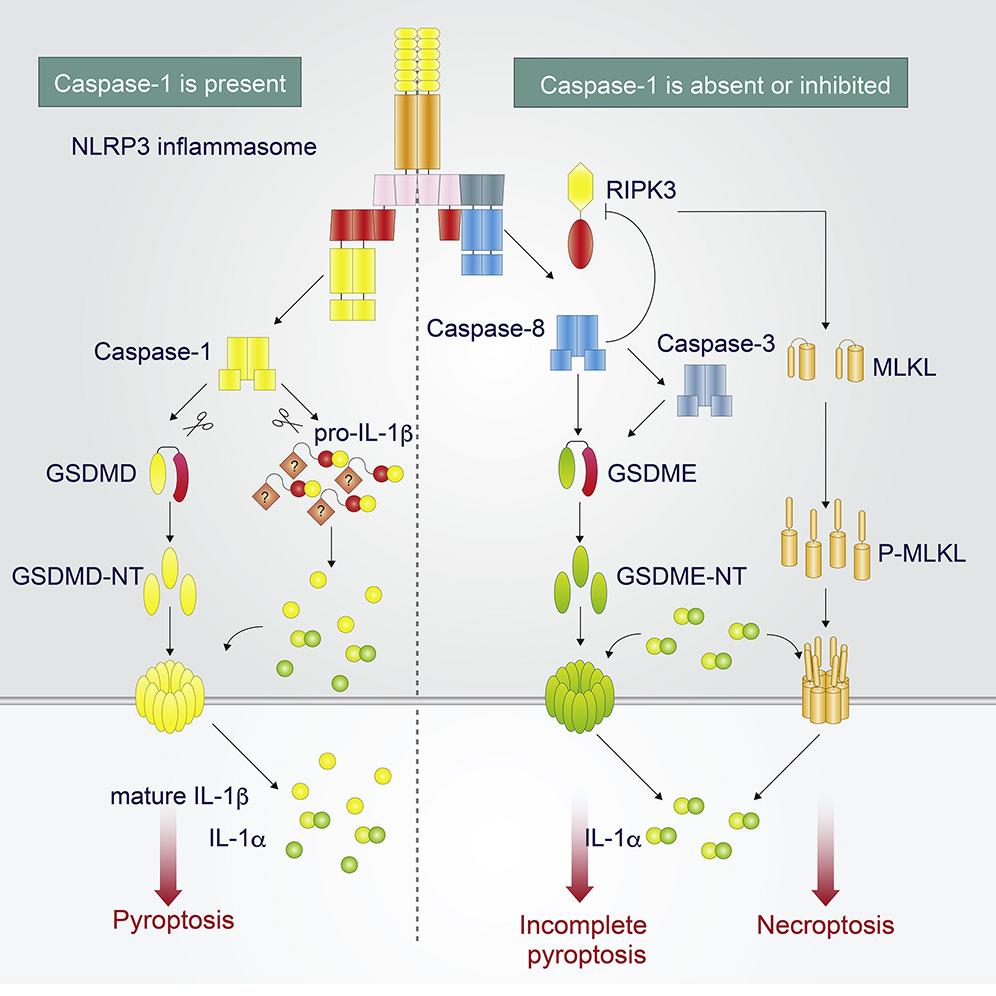 Caspase-1 is present
Caspase-1 is absent or inhibited
NLRP3 inflammasome
RIPK3
Caspase-1
Caspase-8
Caspase-3
MLKL
pro-IL-1β
GSDMD
?
?
?
?
GSDME
P-MLKL
GSDMD-NT
GSDME-NT
mature IL-1β
IL-1α
IL-1α
Pyroptosis
Incomplete
pyroptosis
Necroptosis